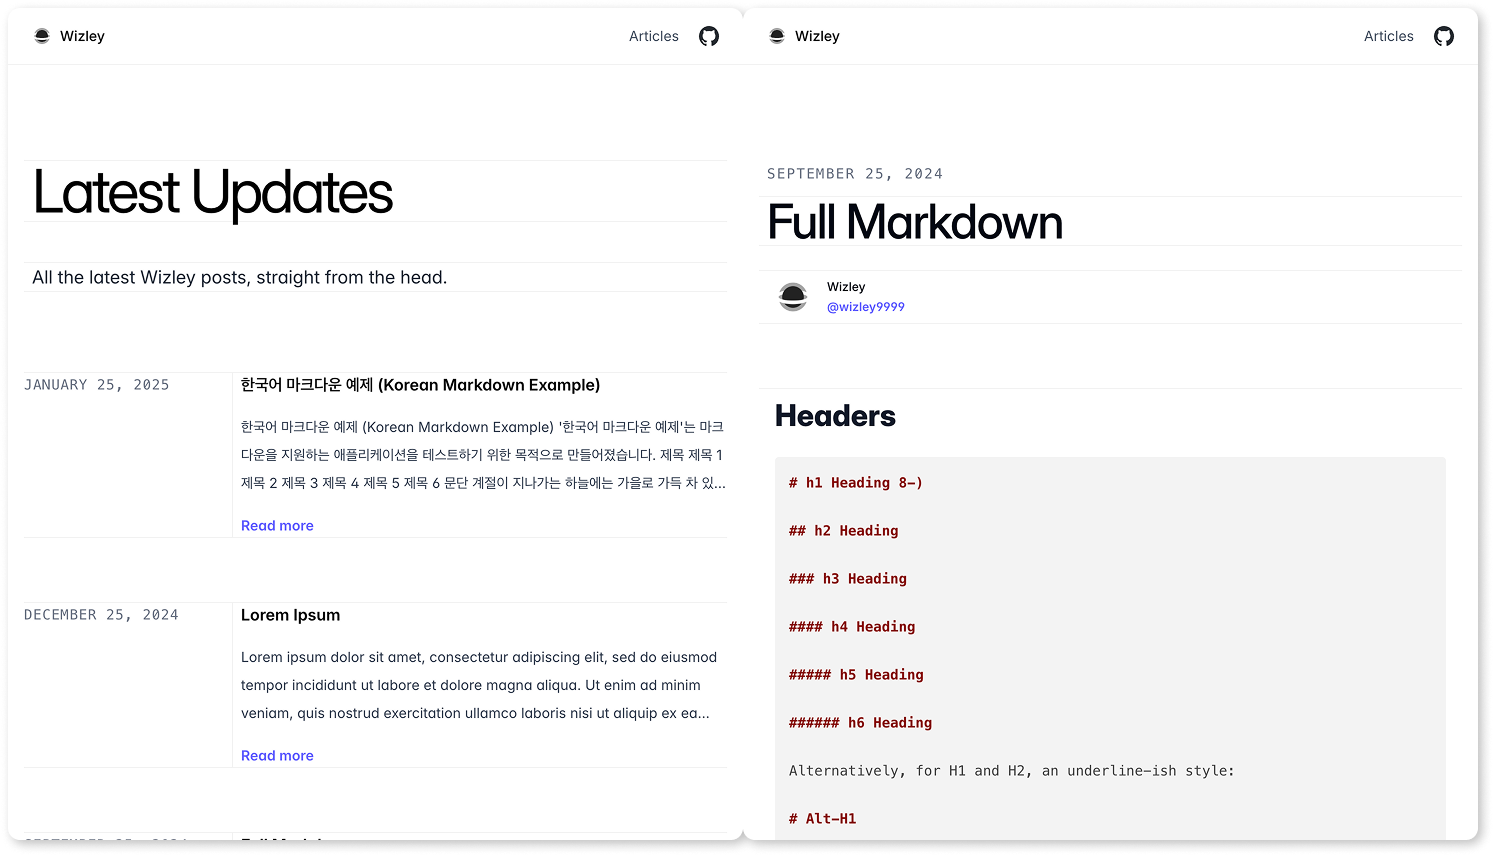 Wizley
Articles
Latest Updates
All the latest Wizley posts, straight from the head.
JANUARY 25, 2025
한국어 마크다운 예제 (Korean Markdown Example)
한국어 마크다운 예제 (Korean Markdown Example) '한국어 마크다운 예제'는 마크
다운을 지원하는 애플리케이션을 테스트하기 위한 목적으로 만들어졌습니다. 제목 제목 1
제목 2 제목 3 제목 4 제목 5 제목 6 문단 계절이 지나가는 하늘에는 가을로 가득 차 있...
Read more
DECEMBER 25, 2024
Lorem Ipsum
Lorem ipsum dolor sit amet, consectetur adipiscing elit, sed do eiusmod
tempor incididunt ut labore et dolore magna aliqua. Ut enim ad minim
veniam, quis nostrud exercitation ullamco laboris nisi ut aliquip ex ea...
Read more
Wizley
Articles
SEPTEMBER 25, 2024
Full Markdown
Wizley
@wizley9999
Headers
# h1 Heading 8-)
## h2 Heading
### h3 Heading
#### h4 Heading
##### h5 Heading
###### h6 Heading
Alternatively, for H1 and H2, an underline-ish style:
# Alt-H1